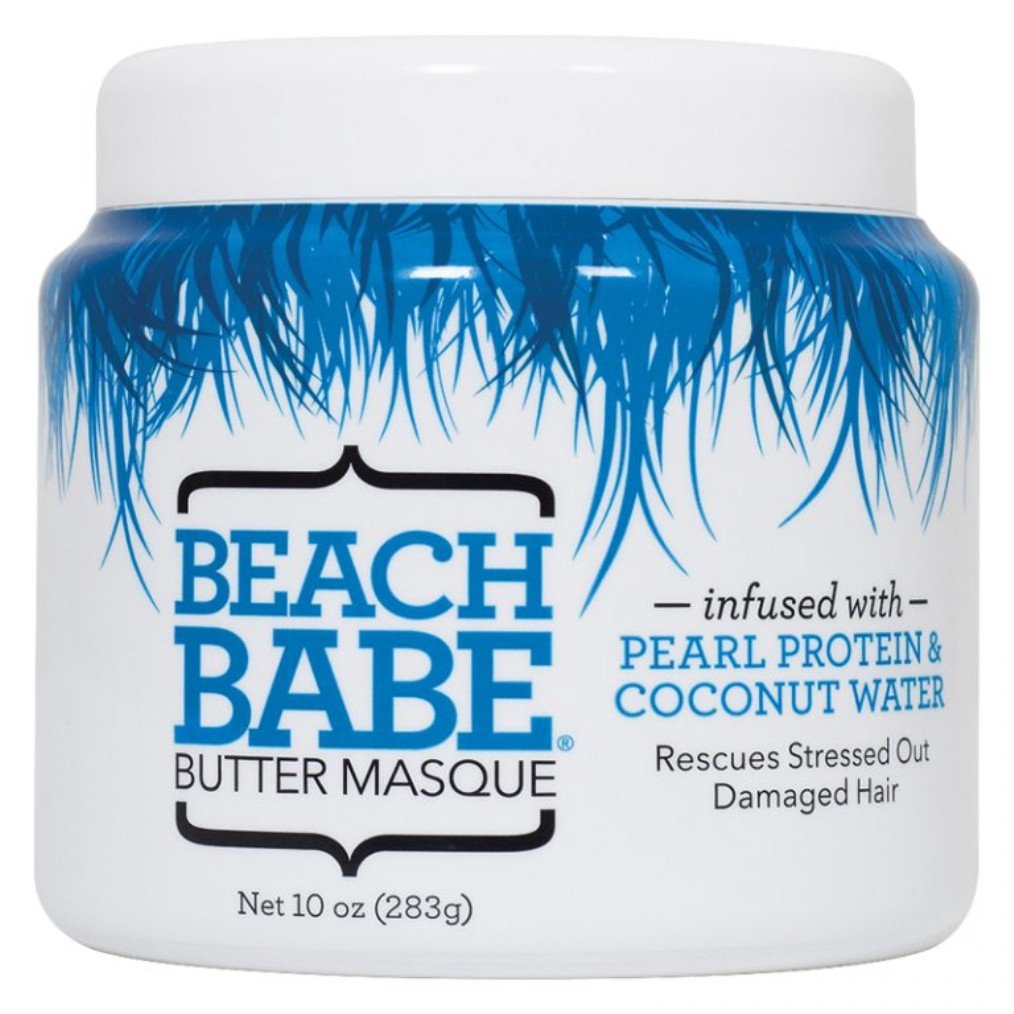 BEACH
BABE®
BUTTER MASQUE
Net 10 oz (283g)
— infused with –
PEARL PROTEIN &
COCONUT WATER
Rescues Stressed Out
Damaged Hair